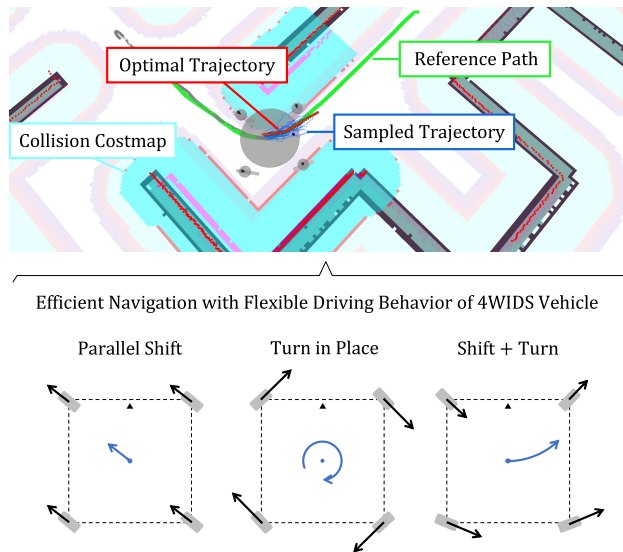 Optimal Trajectory
Reference Path
Collision Costmap
Sampled Trajectory
Efficient Navigation with Flexible Driving Behavior of 4WIDS Vehicle
Parallel Shift
Turn in Place
Shift + Turn